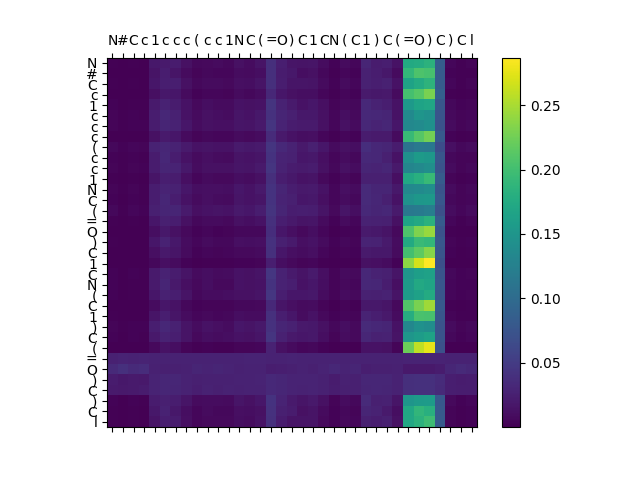 N#Cc1ccc(cc1NC(=O)C1CN(C1)C(=O)C)Cl
N
#
C
c
1
c
c
c
(
c
c
1
N
C
(
=
O
)
C
1
C
N
(
C
1
)
C
(
=
O
)
C
)
C
l
0.25
0.20
0.15
0.10
0.05